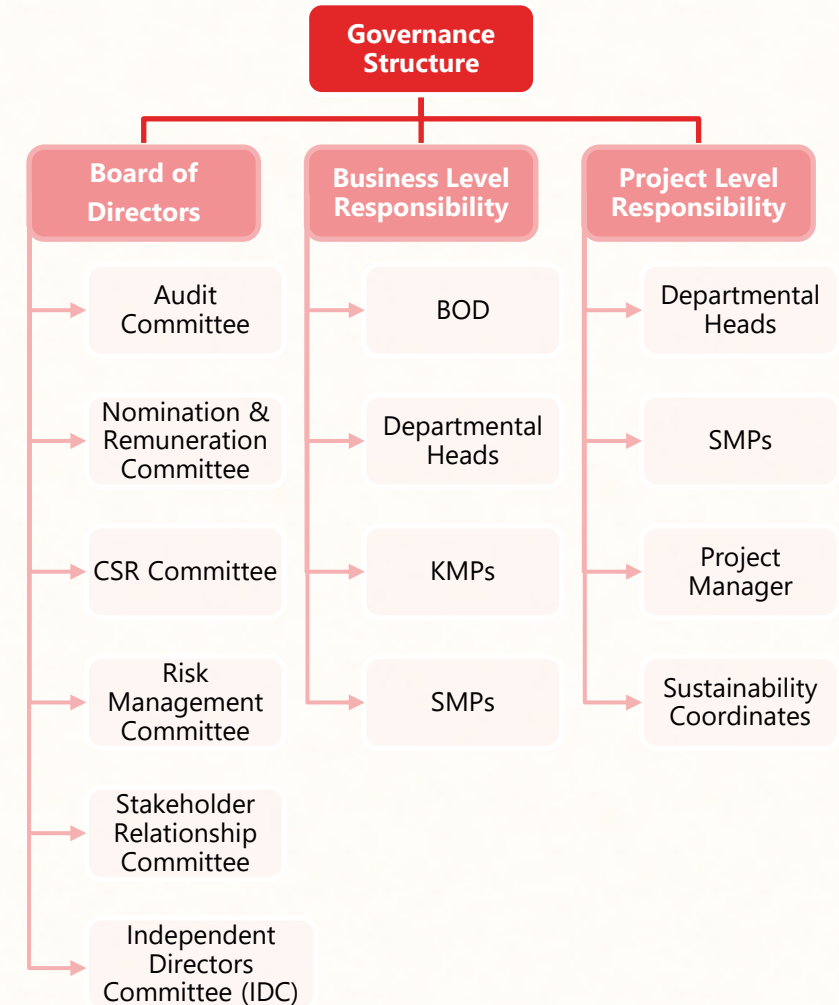 Governance
Structure
Board of
Directors
Audit
Committee
Nomination &
Remuneration
Committee
CSR Committee
Risk
Management
Committee
Stakeholder
Relationship
Committee
Independent
Directors
Committee (IDC)
Business Level
Responsibility
BOD
Departmental
Heads
KMPs
SMPs
Project Level
Responsibility
Departmental
Heads
SMPs
Project
Manager
Sustainability
Coordinates